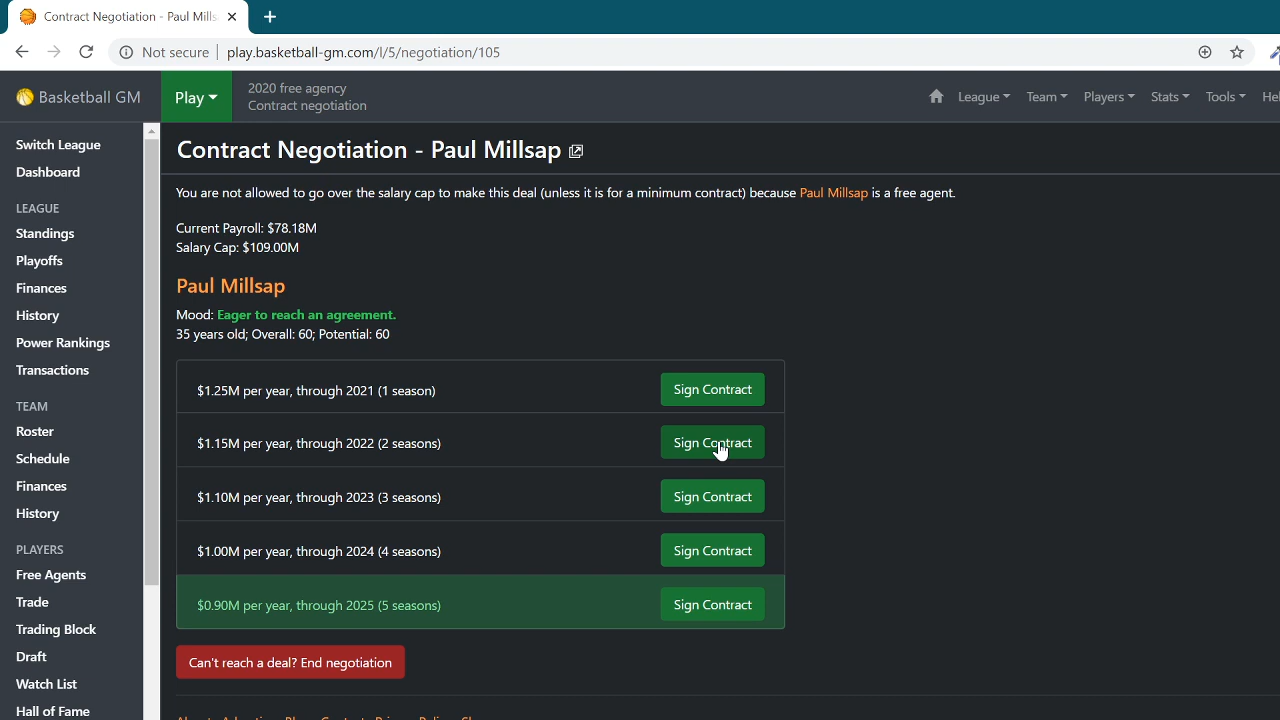 Contract Negotiation - Paul Mills
Not secure play.basketball-gm.com/l/5/negotiation/105
Basketball GM
Play
2020 free agency
Contract negotiation
League
Team
Players
Stats
Tools
Switch League
Dashboard
LEAGUE
Standings
Playoffs
Finances
History
Power Rankings
Transactions
TEAM
Roster
Schedule
Finances
History
PLAYERS
Free Agents
Trade
Trading Block
Draft
Watch List
Hall of Fame
Contract Negotiation - Paul Millsap
You are not allowed to go over the salary cap to make this deal (unless it is for a minimum contract) because Paul Millsap is a free agent.
Current Payroll: $78.18M
Salary Cap: $109.00M
Paul Millsap
Mood: Eager to reach an agreement.
35 years old; Overall: 60; Potential: 60
$1.25M per year, through 2021 (1 season) Sign Contract
$1.15M per year, through 2022 (2 seasons) Sign Contract
$1.10M per year, through 2023 (3 seasons) Sign Contract
$1.00M per year, through 2024 (4 seasons) Sign Contract
$0.90M per year, through 2025 (5 seasons) Sign Contract
Can't reach a deal? End negotiation